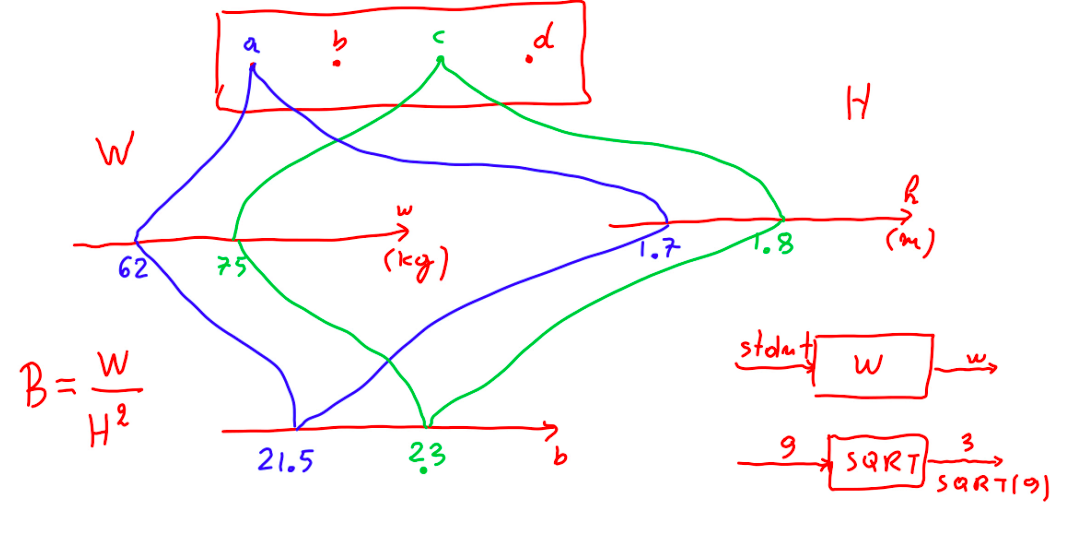 a b c d
H
W
w
(kg)
h
(m)
62 75 1.7 1.8
B = W/H²
stdnt W w
21.5 23 b
9 SQRT 3
SQRT(9)